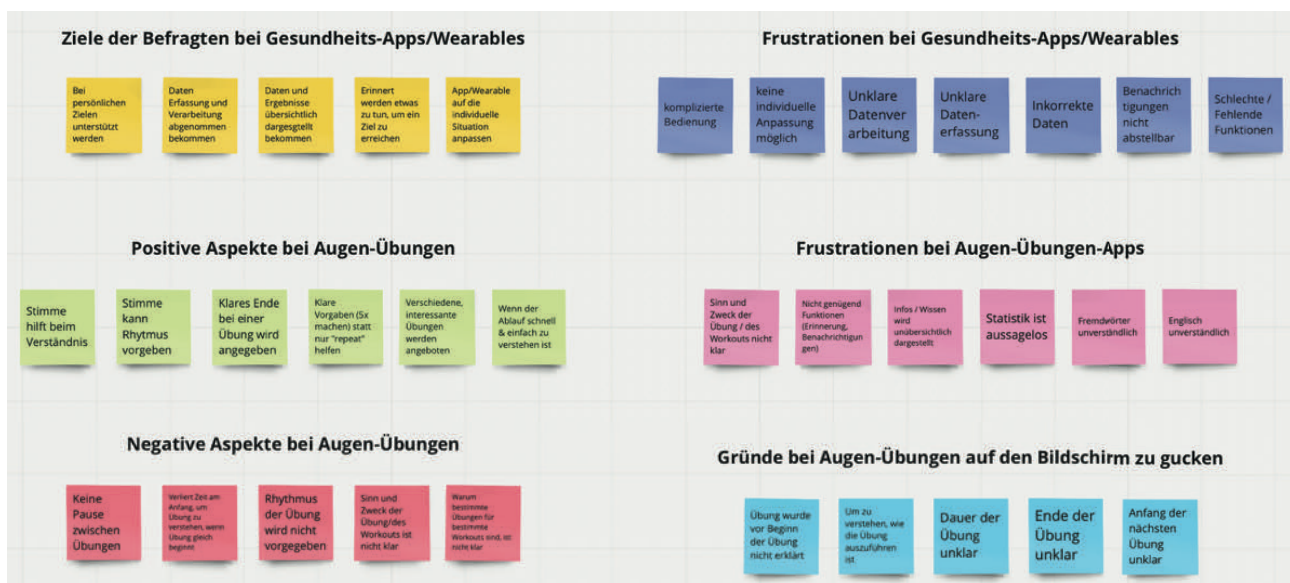 Ziele der Befragten bei Gesundheits-Apps/Wearables
Bei
persönlichen
Zielen
unterstützt
werden
Daten
Erfassung und
Verarbeitung
abgenommen
bekommen
Daten und
Ergebnisse
übersichtlich
dargesgtellt
bekommen
Erinnert
werden etwas
zu tun, um ein
Ziel zu
erreichen
App/Wearable
auf die
individuelle
Situation
anpassen
Frustrationen bei Gesundheits-Apps/Wearables
komplizierte
Bedienung
keine
individuelle
Anpassung
möglich
Unklare
Datenver
arbeitung
Unklare
Daten-
erfassung
Inkorrekte
Daten
Benachrich
tigungen
nicht
abstellbar
Schlechte /
Fehlende
Funktionen
Positive Aspekte bei Augen-Übungen
Stimme
hilft beim
Verständnis
Stimme
kann
Rhytmus
vorgeben
Klares Ende
bei einer
Übung wird
angegeben
Klare
Vorgaben (5x
machen) statt
nur "repeat"
helfen
Verschiedene,
interessante
Übungen
werden
angeboten
Wenn der
Ablauf schnell
& einfach zu
verstehen ist
Frustrationen bei Augen-Übungen-Apps
Sinn und
Zweck der
Übung / des
Workouts nicht
klar
Nicht genügend
Funktionen
(Erinnerung,
Benachrichtigun
gen)
Infos / Wissen
wird
unübersichtlich
dargestellt
Statistik ist
aussagelos
Fremdwörter
unverständlich
Englisch
unverständlich
Negative Aspekte bei Augen-Übungen
Keine
Pause
zwischen
Übungen
Verliert Zeit am
Anfang, um
Übung zu
verstehen, wenn
Übung gleich
beginnt
Rhythmus
der Übung
wird nicht
vorgegeben
Sinn und
Zweck der
Übung/des
Workouts ist
nicht klar
Warum
bestimmte
Übungen für
bestimmte
Workouts sind, ist
nicht klar
Gründe bei Augen-Übungen auf den Bildschirm zu gucken
Übung wurde
vor Beginn
der Übung
nicht erklärt
Um zu
verstehen, wie
die Übung
auszuführen
ist
Dauer der
Übung
unklar
Ende der
Übung
unklar
Anfang der
nächsten
Übung
unklar